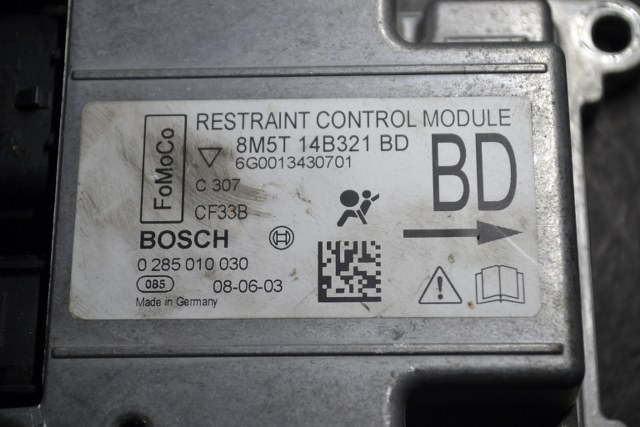 FoMoCo
RESTRAINT CONTROL MODULE
8M5T 14B321 BD
6G0013430701
BD
C 307
CF33B
BOSCH
0 285 010 030
085 08-06-03
Made in Germany